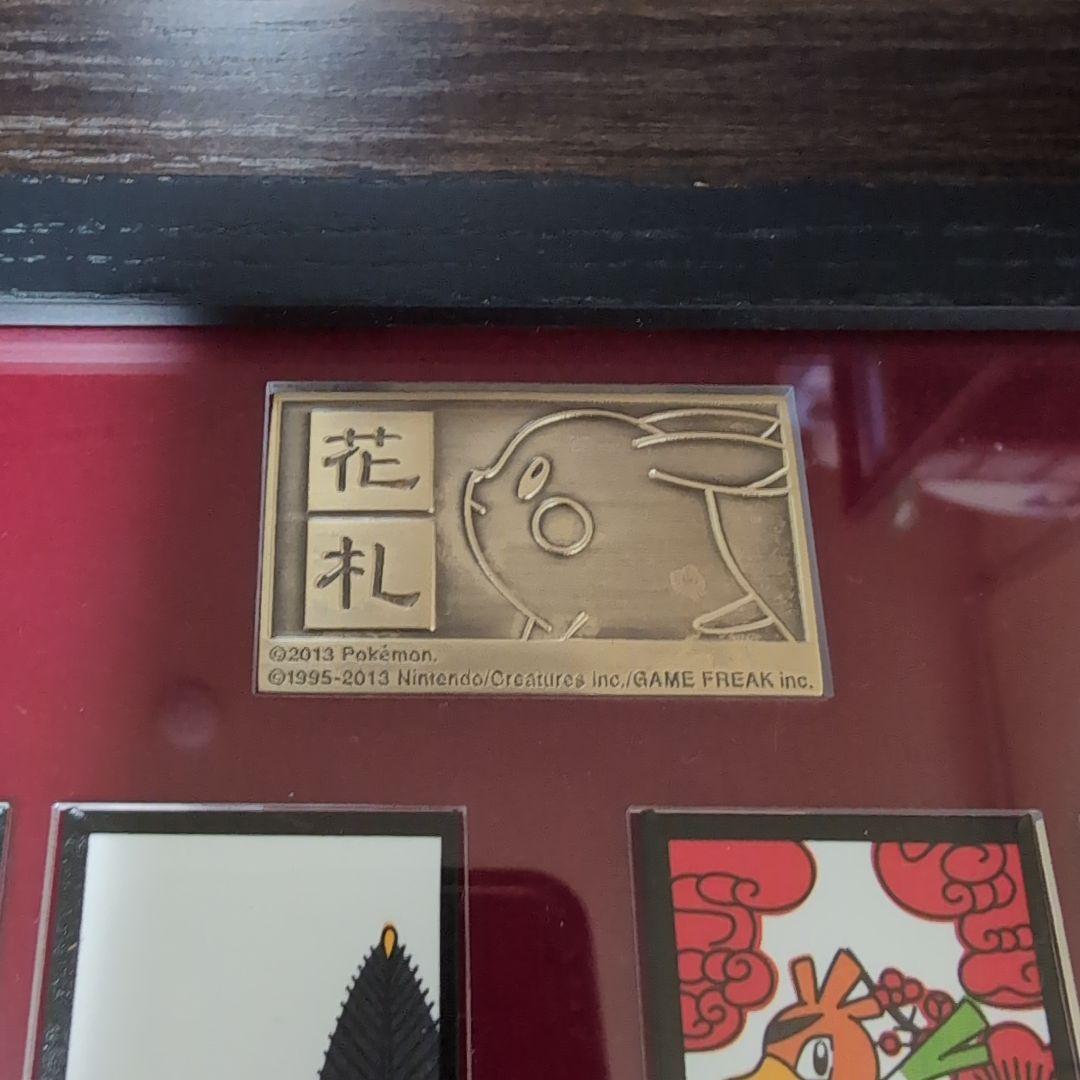 花
札
©2013 Pokémon.
©1995-2013 Nintendo/Creatures inc./GAME FREAK inc.